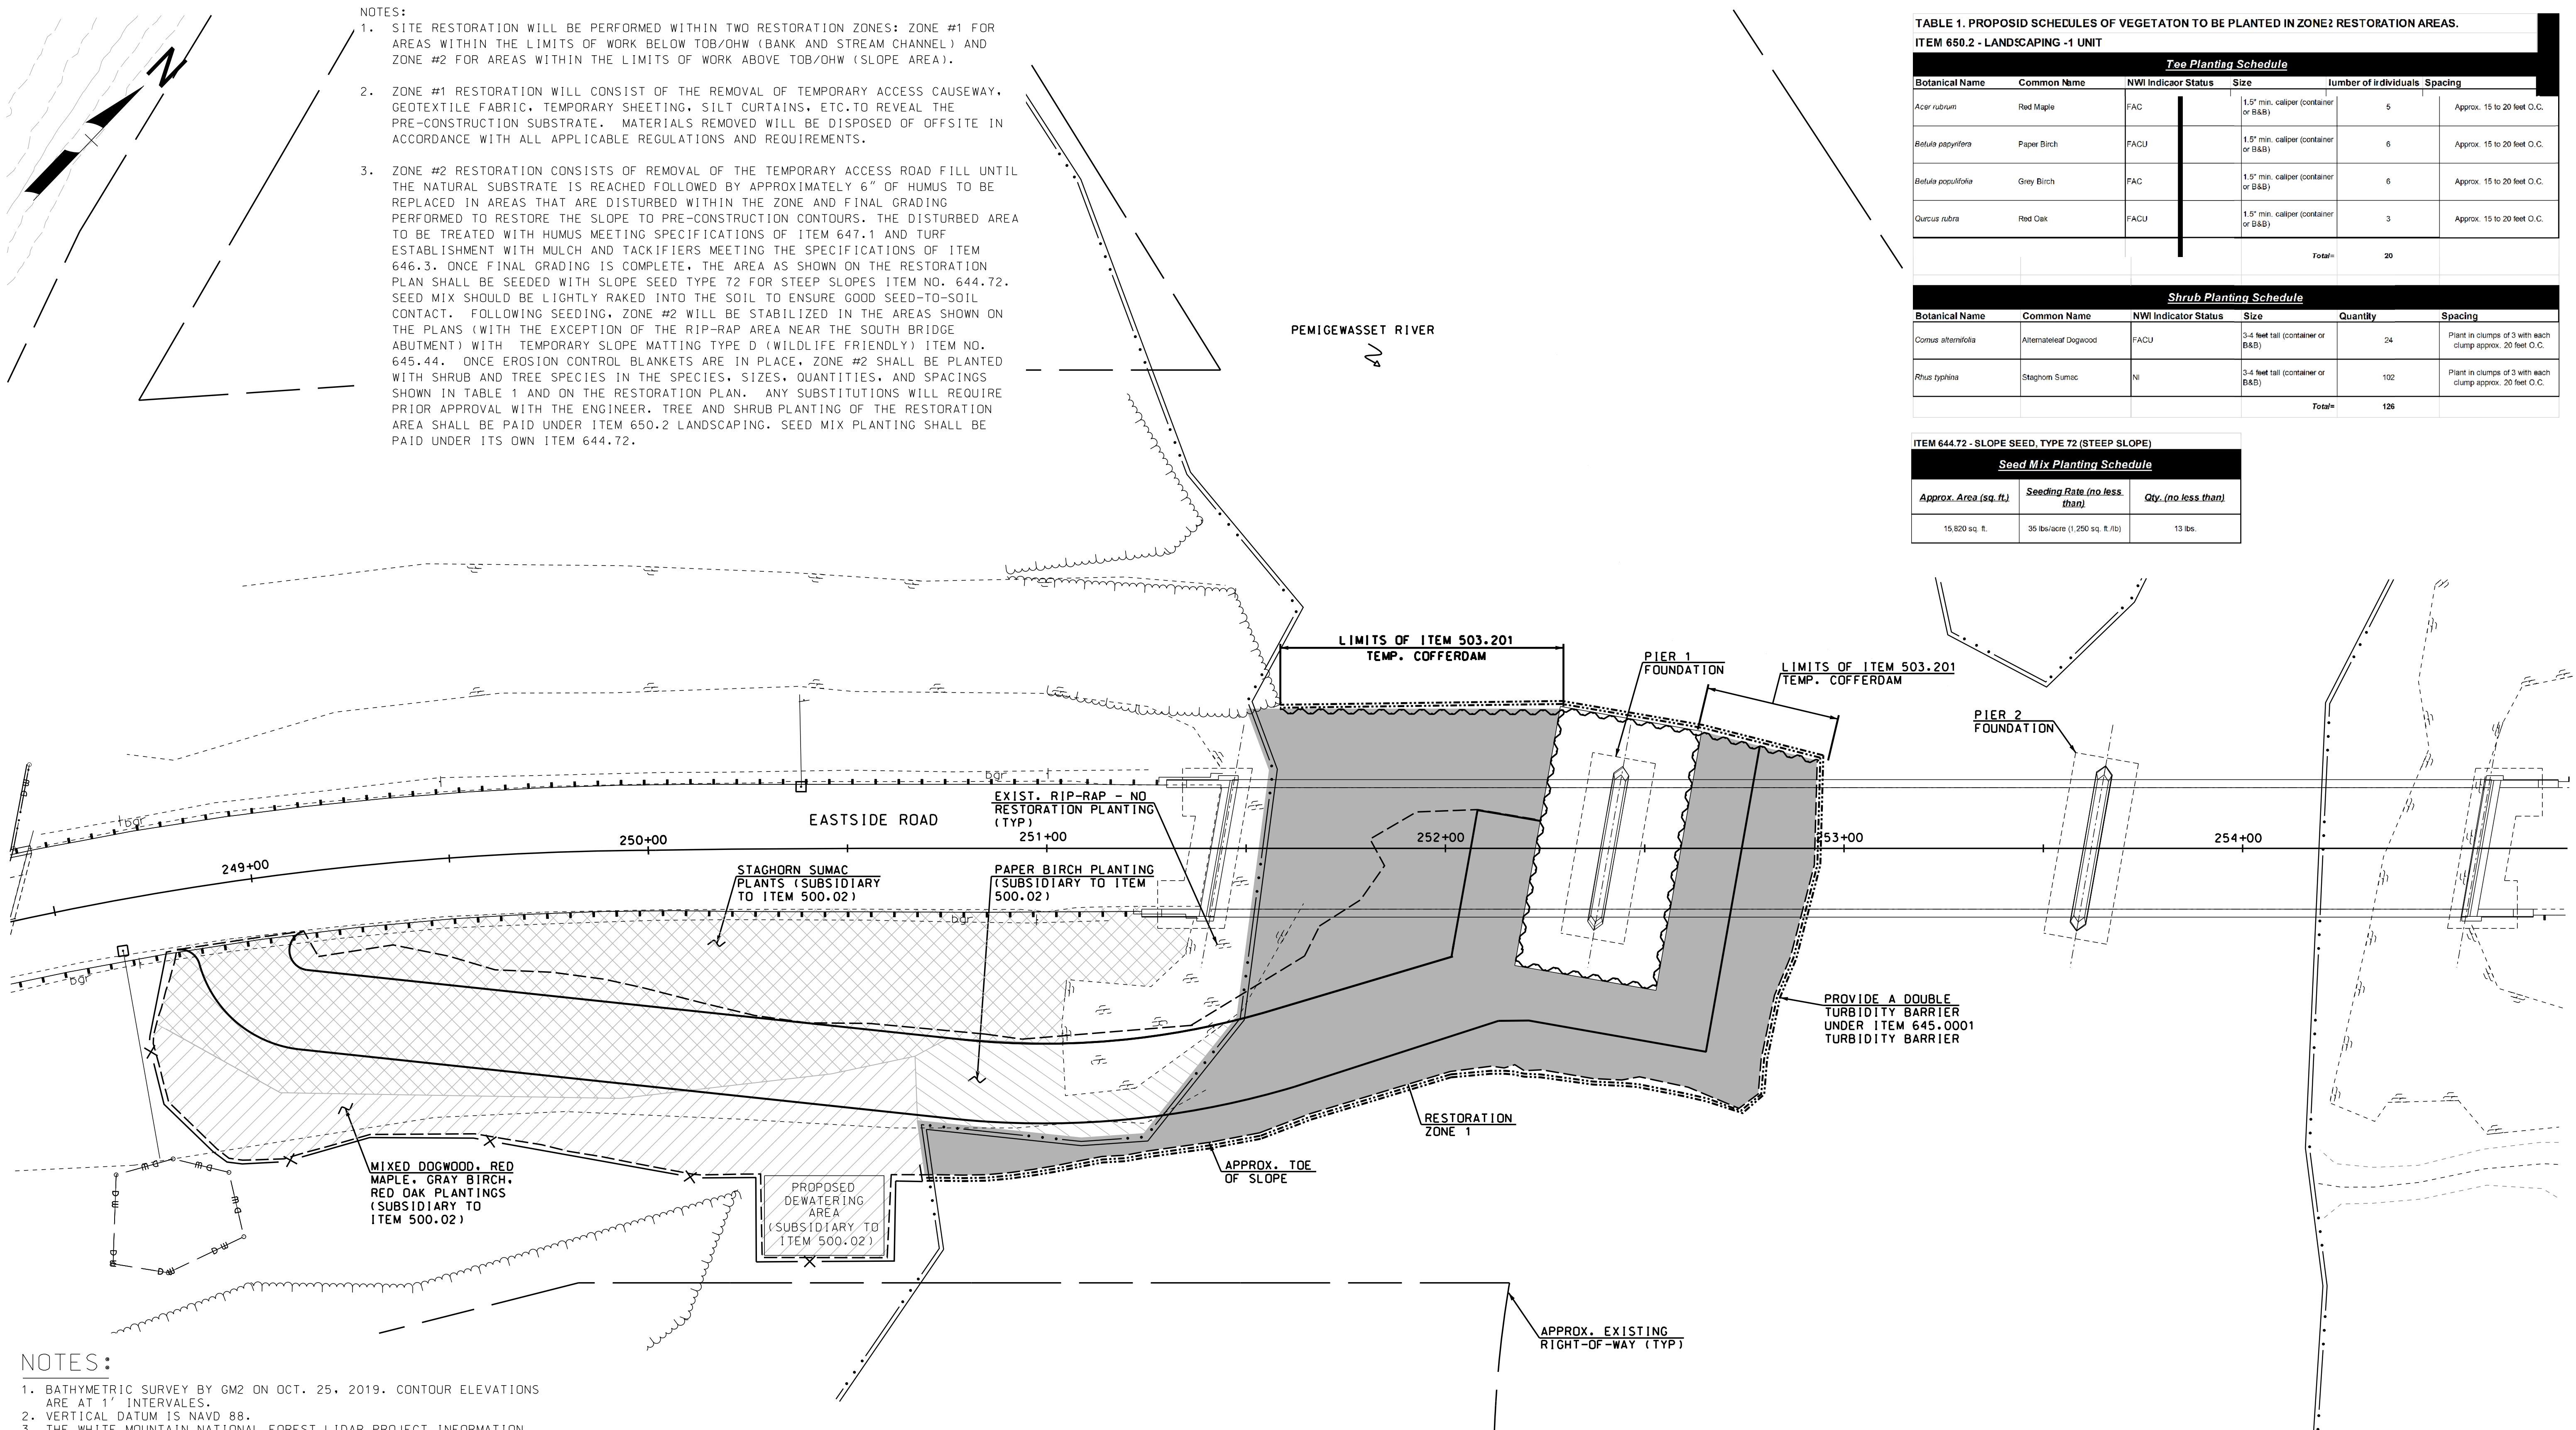 NOTES:
1. SITE RESTORATION WILL BE PERFORMED WITHIN TWO RESTORATION ZONES: ZONE #1 FOR
AREAS WITHIN THE LIMITS OF WORK BELOW TOB/OHW (BANK AND STREAM CHANNEL) AND
ZONE #2 FOR AREAS WITHIN THE LIMITS OF WORK ABOVE TOB/OHW (SLOPE AREA).
2. ZONE #1 RESTORATION WILL CONSIST OF THE REMOVAL OF TEMPORARY ACCESS CAUSEWAY,
GEOTEXTILE FABRIC, TEMPORARY SHEETING, SILT CURTAINS, ETC.TO REVEAL THE
PRE-CONSTRUCTION SUBSTRATE. MATERIALS REMOVED WILL BE DISPOSED OF OFFSITE IN
ACCORDANCE WITH ALL APPLICABLE REGULATIONS AND REQUIREMENTS.
3. ZONE #2 RESTORATION CONSISTS OF REMOVAL OF THE TEMPORARY ACCESS ROAD FILL UNTIL
THE NATURAL SUBSTRATE IS REACHED FOLLOWED BY APPROXIMATELY 6" OF HUMUS TO BE
REPLACED IN AREAS THAT ARE DISTURBED WITHIN THE ZONE AND FINAL GRADING
PERFORMED TO RESTORE THE SLOPE TO PRE-CONSTRUCTION CONTOURS. THE DISTURBED AREA
TO BE TREATED WITH HUMUS MEETING SPECIFICATIONS OF ITEM 647.1 AND TURF
ESTABLISHMENT WITH MULCH AND TACKIFIERS MEETING THE SPECIFICATIONS OF ITEM
646.3. ONCE FINAL GRADING IS COMPLETE, THE AREA AS SHOWN ON THE RESTORATION
PLAN SHALL BE SEEDED WITH SLOPE SEED TYPE 72 FOR STEEP SLOPES ITEM NO. 644.72.
SEED MIX SHOULD BE LIGHTLY RAKED INTO THE SOIL TO ENSURE GOOD SEED-TO-SOIL
CONTACT. FOLLOWING SEEDING, ZONE #2 WILL BE STABILIZED IN THE AREAS SHOWN ON
THE PLANS (WITH THE EXCEPTION OF THE RIP-RAP AREA NEAR THE SOUTH BRIDGE
ABUTMENT) WITH TEMPORARY SLOPE MATTING TYPE D (WILDLIFE FRIENDLY) ITEM NO.
645.44. ONCE EROSION CONTROL BLANKETS ARE IN PLACE, ZONE #2 SHALL BE PLANTED
WITH SHRUB AND TREE SPECIES IN THE SPECIES, SIZES, QUANTITIES, AND SPACINGS
SHOWN IN TABLE 1 AND ON THE RESTORATION PLAN. ANY SUBSTITUTIONS WILL REQUIRE
PRIOR APPROVAL WITH THE ENGINEER. TREE AND SHRUB PLANTING OF THE RESTORATION
AREA SHALL BE PAID UNDER ITEM 650.2 LANDSCAPING. SEED MIX PLANTING SHALL BE
PAID UNDER ITS OWN ITEM 644.72.
N
TABLE 1. PROPOSID SCHEDULES OF VEGETATON TO BE PLANTED IN ZONE2 RESTORATION AREAS.
ITEM 650.2 - LANDSCAPING -1 UNIT
Tee Planting Schedule
Botanical Name Common Name NWI Indicaor Status Size lumber of irdividuals Spacing
Acer rubrum Red Maple FAC 1.5" min. caliper (container or B&B) 5 Approx. 15 to 20 feet O.C.
Betula papyrifera Paper Birch FACU 1.5" min. caliper (container or B&B) 6 Approx. 15 to 20 feet O.C.
Betula populifolia Grey Birch FAC 1.5" min. caliper (container or B&B) 6 Approx. 15 to 20 feet O.C.
Qurcus rubra Red Oak FACU 1.5" min. caliper (container or B&B) 3 Approx. 15 to 20 feet O.C.
Total= 20
Shrub Planting Schedule
Botanical Name Common Name NWI Indicator Status Size Quantity Spacing
Cornus alternifolia Alternateleaf Dogwood FACU 3-4 feet tall (container or B&B) 24 Plant in clumps of 3 with each clump approx. 20 feet O.C.
Rhus typhina Staghorn Sumac NI 3-4 feet tall (container or B&B) 102 Plant in clumps of 3 with each clump approx. 20 feet O.C.
Total= 126
ITEM 644.72 - SLOPE SEED, TYPE 72 (STEEP SLOPE)
Seed Mix Planting Schedule
Approx. Area (sq. ft.) Seeding Rate (no less than) Qty. (no less than)
15,820 sq. ft. 35 lbs/acre (1,250 sq. ft./lb) 13 lbs.
PEMIGEWASSET RIVER
LIMITS OF ITEM 503.201
TEMP. COFFERDAM
PIER 1
FOUNDATION
LIMITS OF ITEM 503.201
TEMP. COFFERDAM
PIER 2
FOUNDATION
bgr
bgr
EXIST. RIP-RAP - NO
RESTORATION PLANTING
(TYP)
EASTSIDE ROAD
249+00
250+00
251+00
252+00
253+00
254+00
STAGHORN SUMAC
PLANTS (SUBSIDIARY
TO ITEM 500.02)
PAPER BIRCH PLANTING
(SUBSIDIARY TO ITEM
500.02)
bgr
bgr
PROVIDE A DOUBLE
TURBIDITY BARRIER
UNDER ITEM 645.0001
TURBIDITY BARRIER
RESTORATION
ZONE 1
APPROX. TOE
OF SLOPE
MIXED DOGWOOD, RED
MAPLE, GRAY BIRCH,
RED OAK PLANTINGS
(SUBSIDIARY TO
ITEM 500.02)
PROPOSED
DEWATERING
AREA
(SUBSIDIARY TO
ITEM 500.02)
APPROX. EXISTING
RIGHT-OF-WAY (TYP)
NOTES:
1. BATHYMETRIC SURVEY BY GM2 ON OCT. 25, 2019. CONTOUR ELEVATIONS
ARE AT 1' INTERVALES.
2. VERTICAL DATUM IS NAVD 88.
3. THE WHITE MOUNTAIN NATIONAL FOREST LIDAR PROJECT INFORMATION